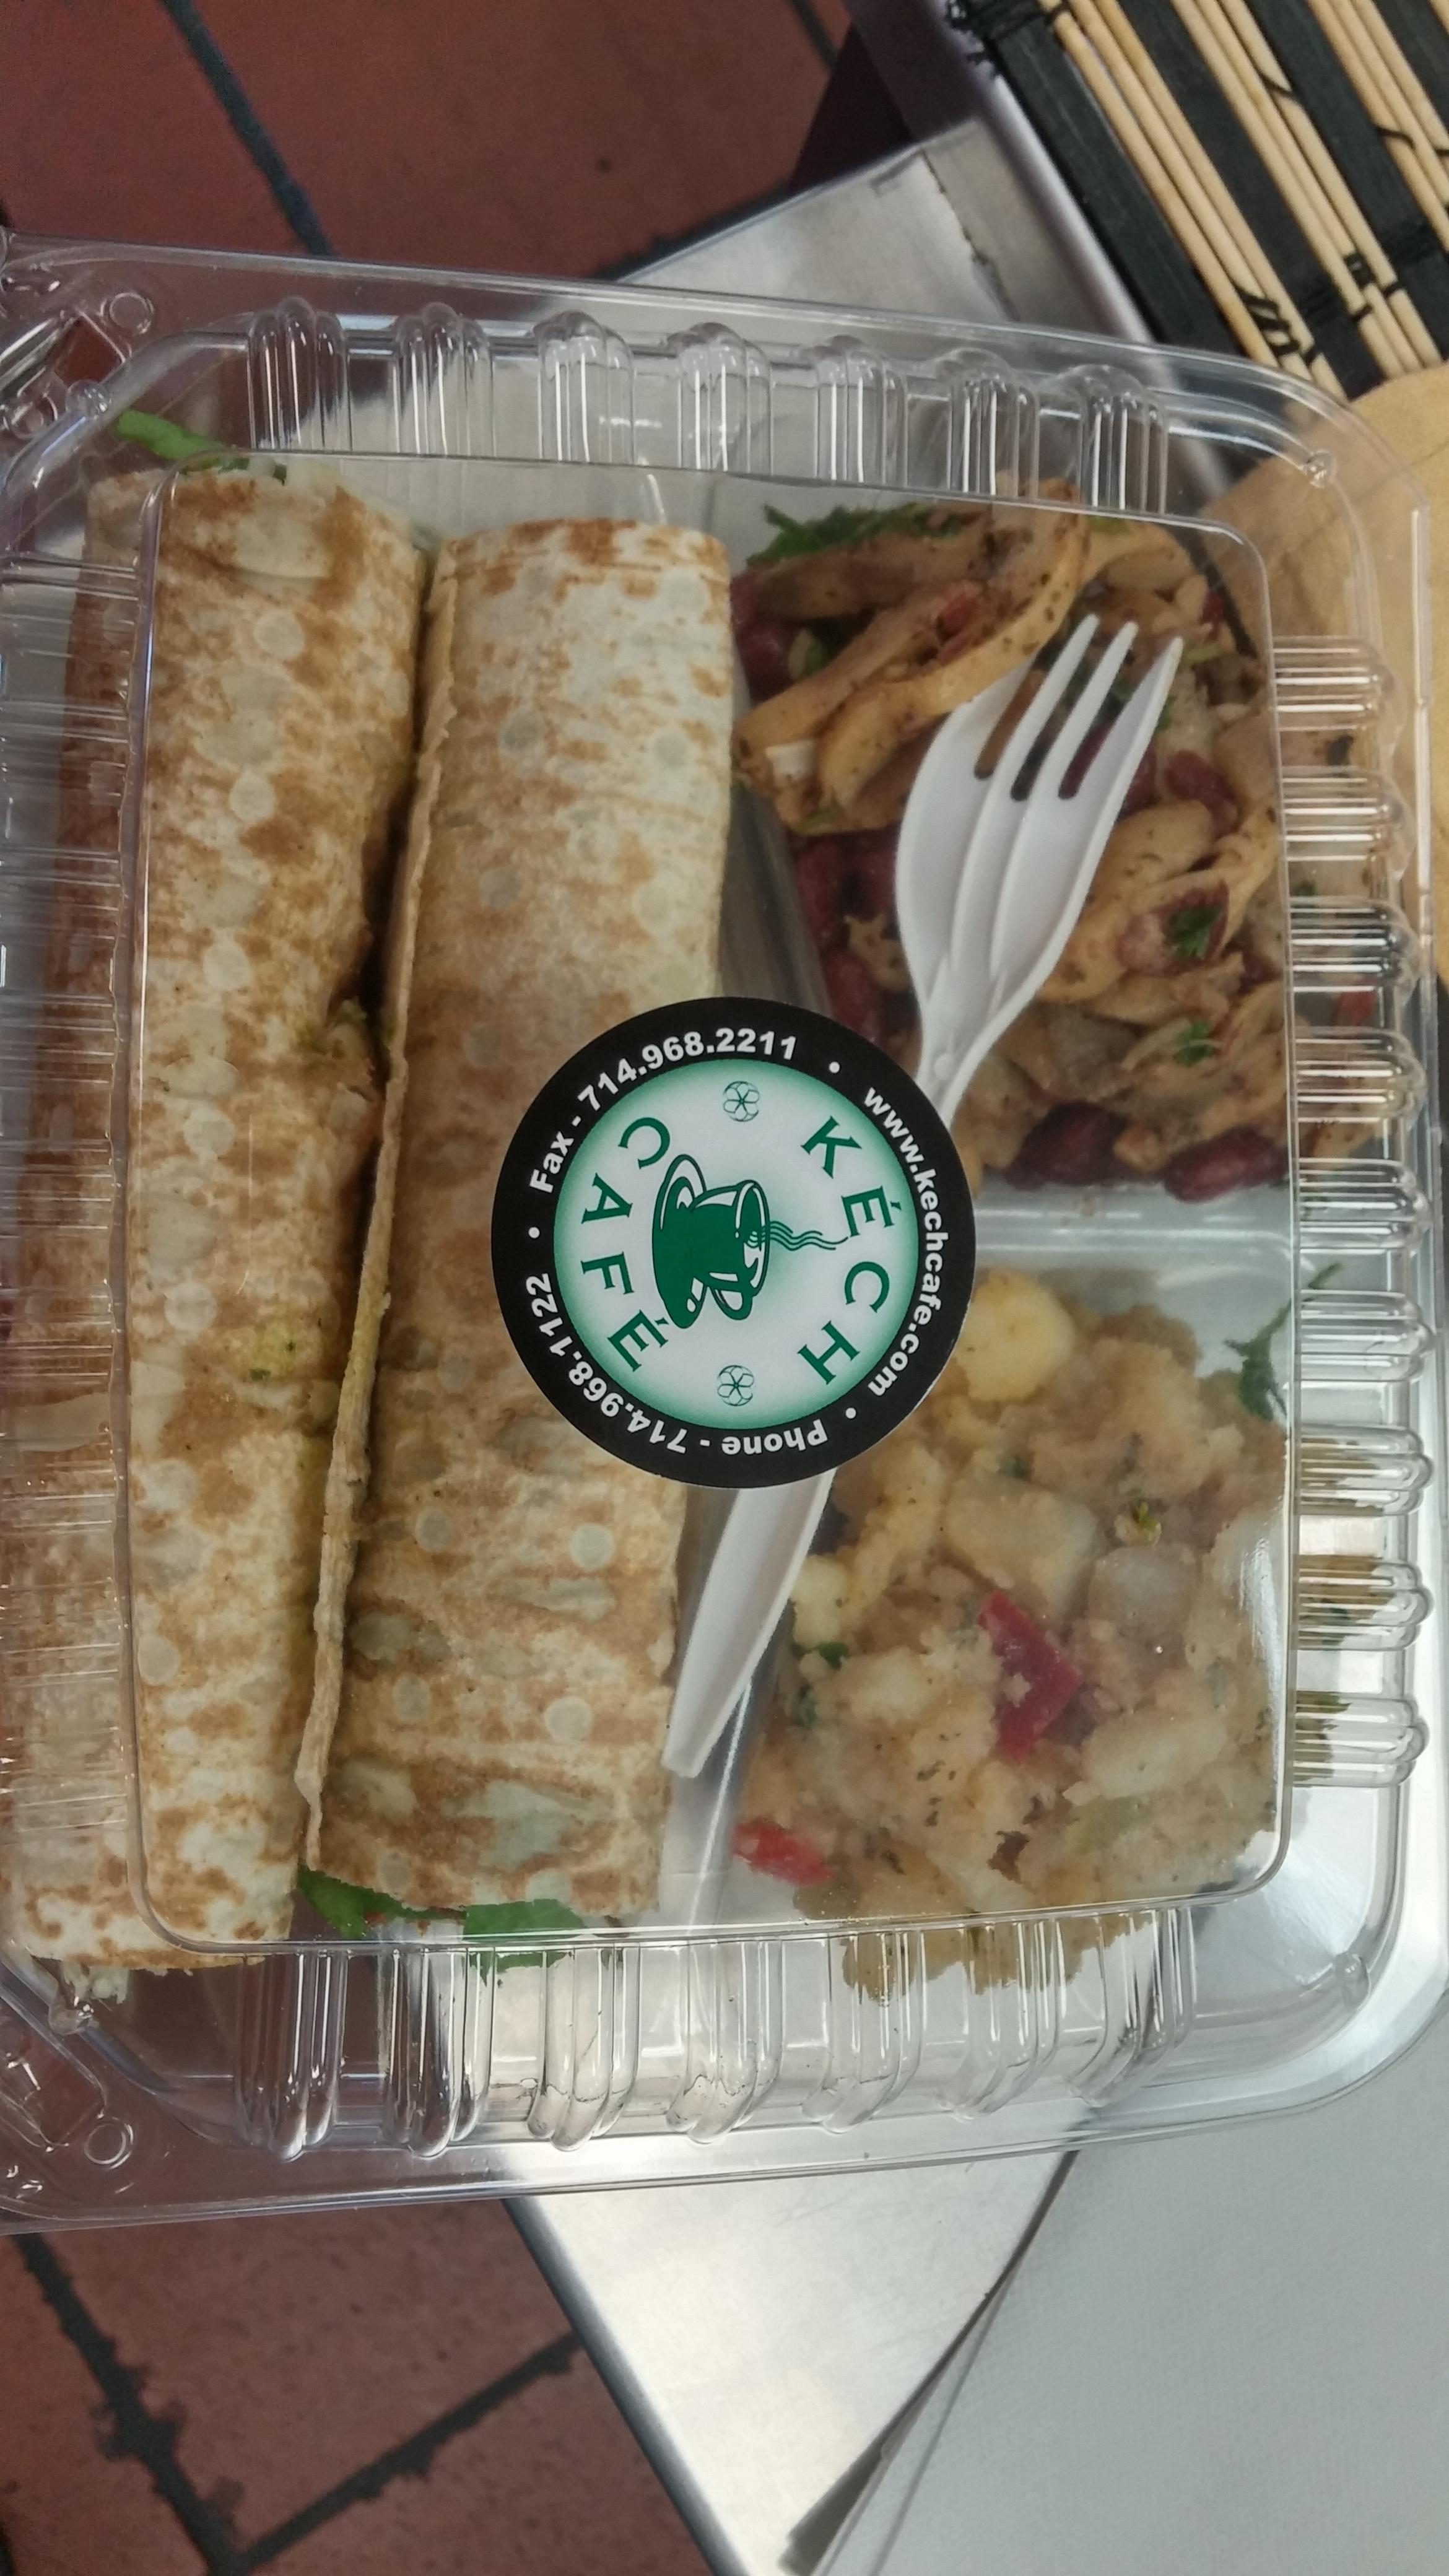 KÉCH
CAFÉ
www.kechcafe.com • Phone - 714.968.1122 • Fax - 714.968.2211 •